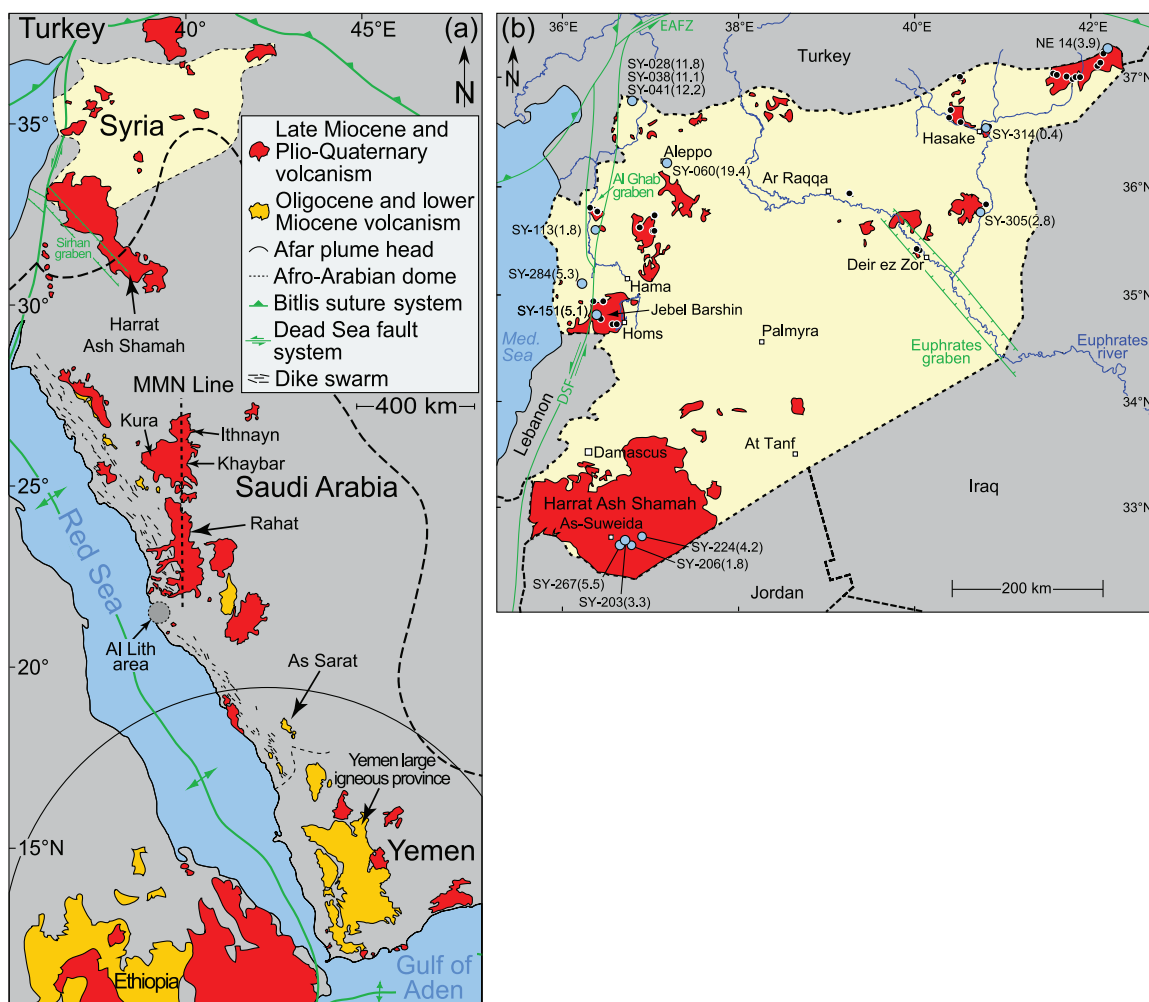 40°
45°E
(a)
Turkey
N
35°
Syria
Late Miocene and
Plio-Quaternary
volcanism
Oligocene and lower
Miocene volcanism
Afar plume head
Afro-Arabian dome
Bitlis suture system
Dead Sea fault
system
Dike swarm
Sirhan
graben
30°
Harrat
Ash Shamah
MMN Line
400 km
Kura
Ithnayn
Khaybar
25°
Saudi Arabia
Rahat
Red Sea
Al Lith
area
20°
As Sarat
Yemen large
igneous province
15°N
Yemen
Ethiopia
Gulf of
Aden
(b)
36°E
38°E
40°E
42°E
EAFZ
N
SY-028(11.8)
SY-038(11.1)
SY-041(12.2)
Turkey
NE 14(3.9)
37°N
Hasake
SY-314(0.4)
Aleppo
SY-060(19.4)
Al Ghab
graben
Ar Raqqa
36°N
SY-113(1.8)
SY-305(2.8)
Deir ez Zor
SY-284(5.3)
Hama
35°N
SY-151(5.1)
Jebel Barshin
Homs
Palmyra
Med.
Sea
Euphrates
graben
Euphrates
river
DSF
34°N
Lebanon
At Tanf
Damascus
Iraq
Harrat Ash Shamah
As-Suweida
33°N
SY-224(4.2)
SY-267(5.5)
SY-206(1.8)
SY-203(3.3)
200 km
Jordan